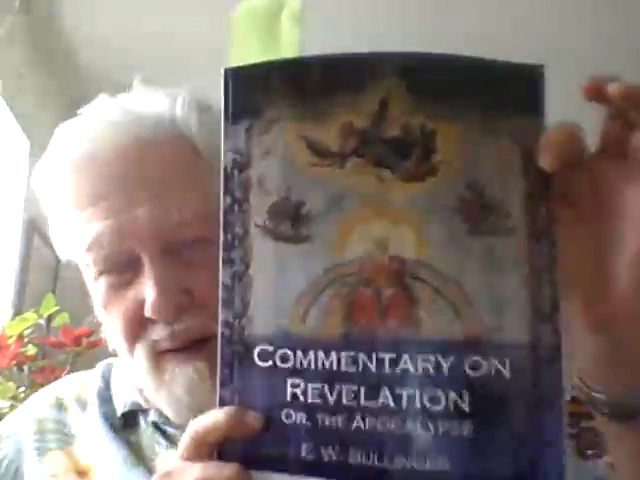 COMMENTARY ON
REVELATION
OR, THE APOCALYPSE
E. W. BULLINGER